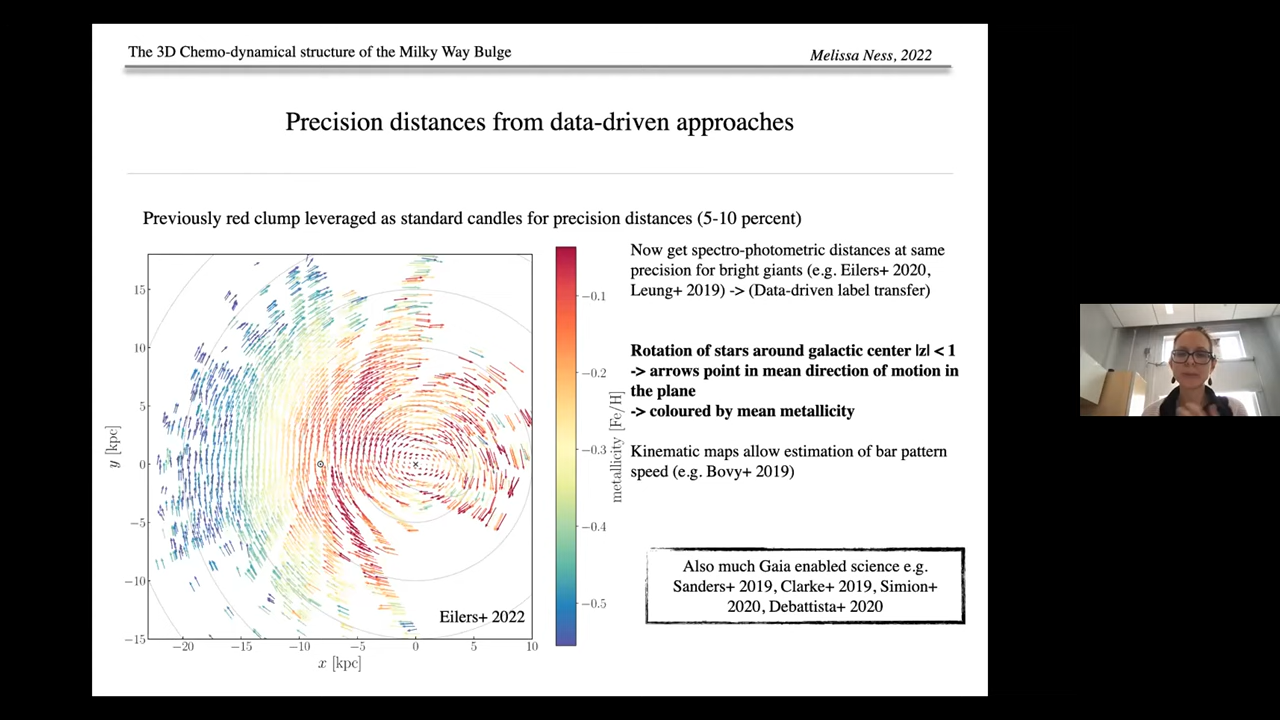 The 3D Chemo-dynamical structure of the Milky Way Bulge
Melissa Ness, 2022
Precision distances from data-driven approaches
Previously red clump leveraged as standard candles for precision distances (5-10 percent)
Now get spectro-photometric distances at same
precision for bright giants (e.g. Eilers+ 2020,
Leung+ 2019) -> (Data-driven label transfer)
Rotation of stars around galactic center |z| < 1
-> arrows point in mean direction of motion in
the plane
-> coloured by mean metallicity
Kinematic maps allow estimation of bar pattern
speed (e.g. Bovy+ 2019)
Also much Gaia enabled science e.g.
Sanders+ 2019, Clarke+ 2019, Simion+
2020, Debattista+ 2020
15
10
5
0
−5
−10
−15
y [kpc]
−20
−15
−10
−5
0
5
10
x [kpc]
Eilers+ 2022
−0.1
−0.2
−0.3
−0.4
−0.5
metallicity [Fe/H]